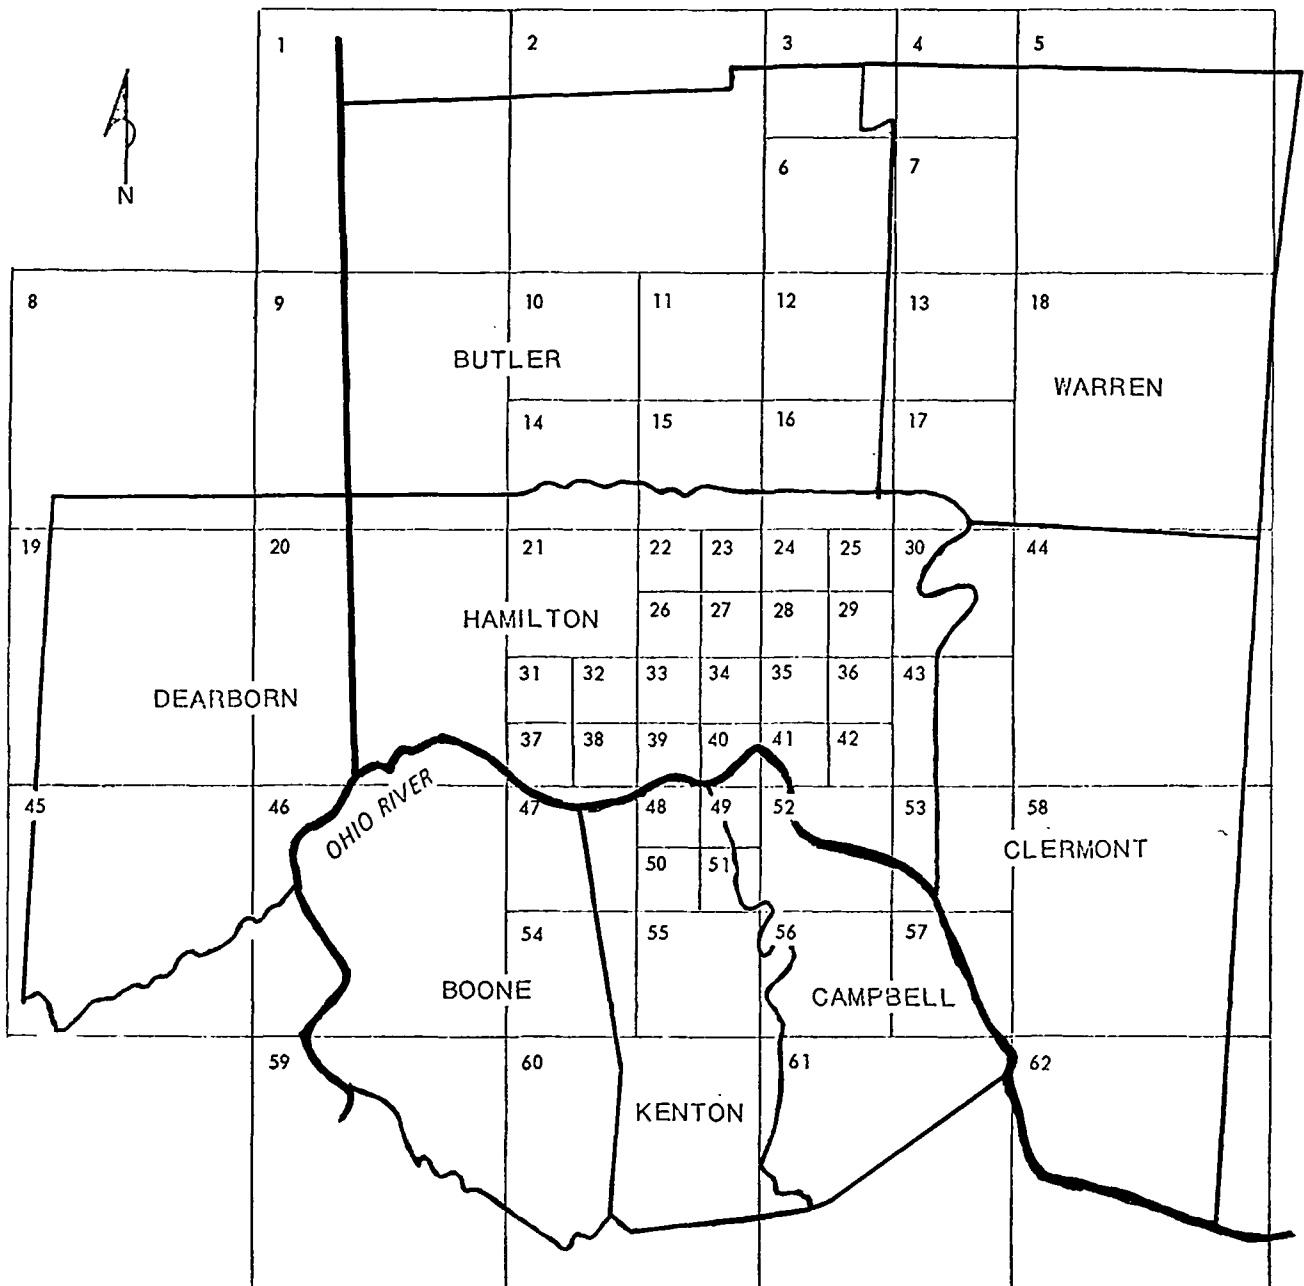 1 2 3 4 5
6 7
N
8 9 10 11 12 13 18
BUTLER
WARREN
14 15 16 17
19 20 21 22 23 24 25 30 44
26 27 28 29
HAMILTON
31 32 33 34 35 36 43
DEARBORN
37 38 39 40 41 42
45 46 47 48 49 52 53 58
OHIO RIVER
CLERMONT
50 51
54 55 56 57
BOONE
CAMPBELL
59 60 61 62
KENTON